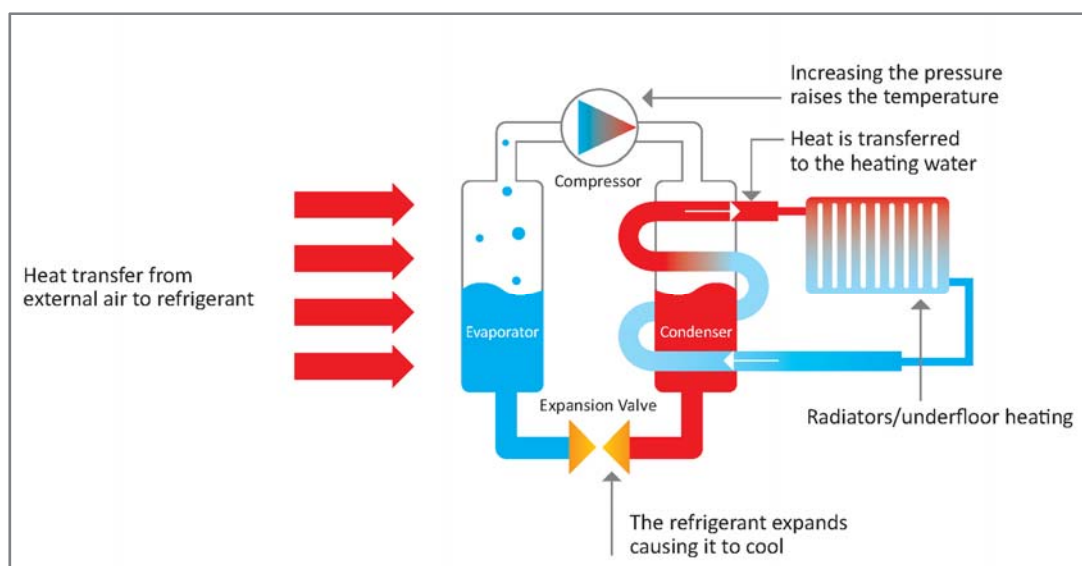 Increasing the pressure
raises the temperature
Heat is transferred
to the heating water
Compressor
Heat transfer from
external air to refrigerant
Evaporator
Condenser
Expansion Valve
Radiators/underfloor heating
The refrigerant expands
causing it to cool